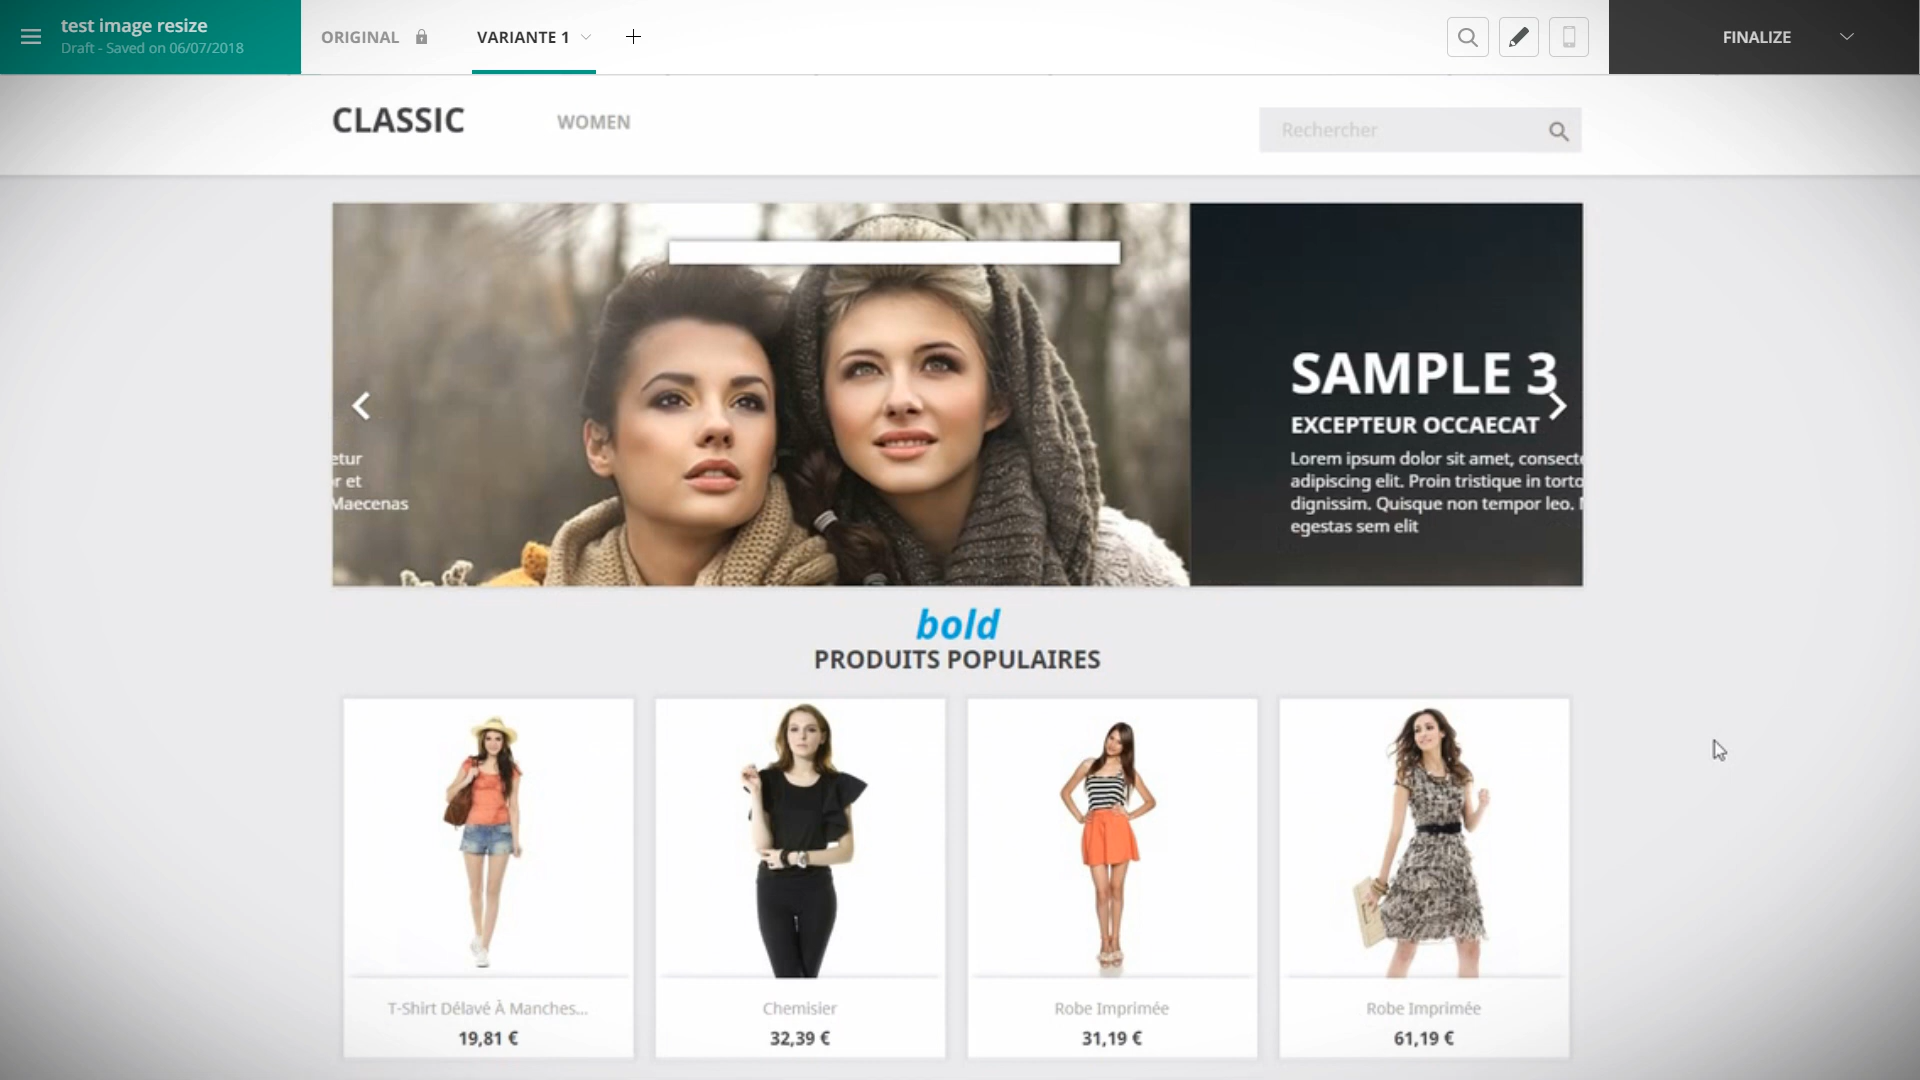 test image resize
Draft - Saved on 06/07/2018
ORIGINAL
VARIANTE 1
FINALIZE
CLASSIC
WOMEN
Rechercher
SAMPLE 3
EXCEPTEUR OCCAECAT
Lorem ipsum dolor sit amet, consecte
adipiscing elit. Proin tristique in torto
dignissim. Quisque non tempor leo.
egestas sem elit
etur
r et
Maecenas
bold
PRODUITS POPULAIRES
T-Shirt Délavé À Manches...
19,81 €
Chemisier
32,39 €
Robe Imprimée
31,19 €
Robe Imprimée
61,19 €